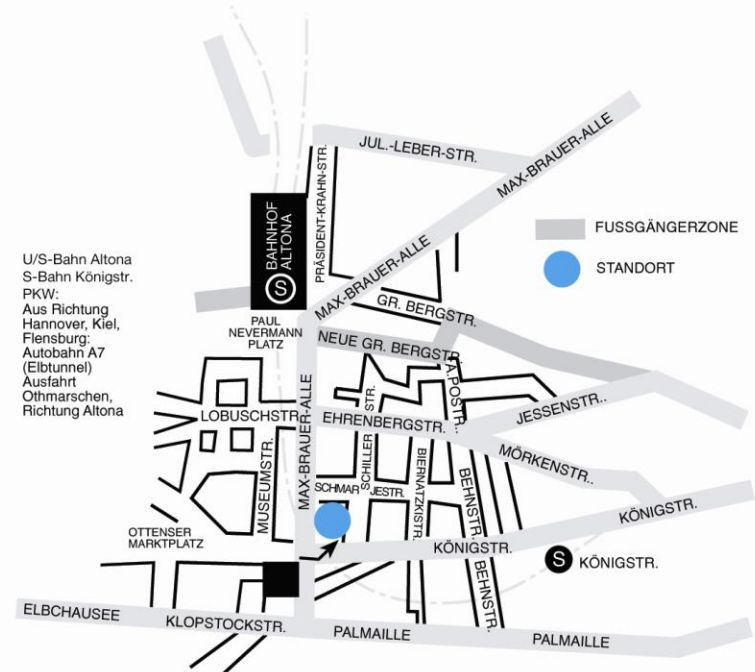 JUL.-LEBER-STR.
MAX-BRAUER-ALLE
PRÄSIDENT-KRAHN-STR.
BAHNHOF
ALTONA
S
FUSSGÄNGERZONE
STANDORT
U/S-Bahn Altona
S-Bahn Königstr.
PKW:
Aus Richtung
Hannover, Kiel,
Flensburg:
Autobahn A7
(Elbtunnel)
Ausfahrt
Othmarschen,
Richtung Altona
MAX-BRAUER-ALLE
GR. BERGSTR.
PAUL
NEVERMANN
PLATZ
NEUE GR. BERGSTR.
A.POSTR..
LOBUSCHSTR.
MAX-BRAUER-ALLE
EHRENBERGSTR.
JESSENSTR..
SCHILLER STR.
MUSEUMSTR.
MÖRKENSTR..
BIERNATZKISTR.
BEHNSTR.
SCHMAR JESTR.
OTTENSER
MARKTPLATZ
KÖNIGSTR.
KÖNIGSTR.
S KÖNIGSTR.
BEHNSTR.
ELBCHAUSEE
KLOPSTOCKSTR.
PALMAILLE
PALMAILLE